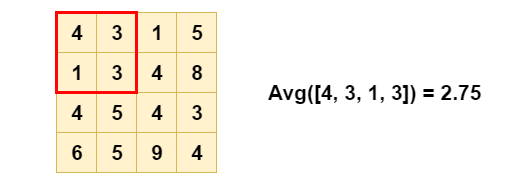 4 3 1 5
1 3 4 8
Avg([4, 3, 1, 3]) = 2.75
4 5 4 3
6 5 9 4